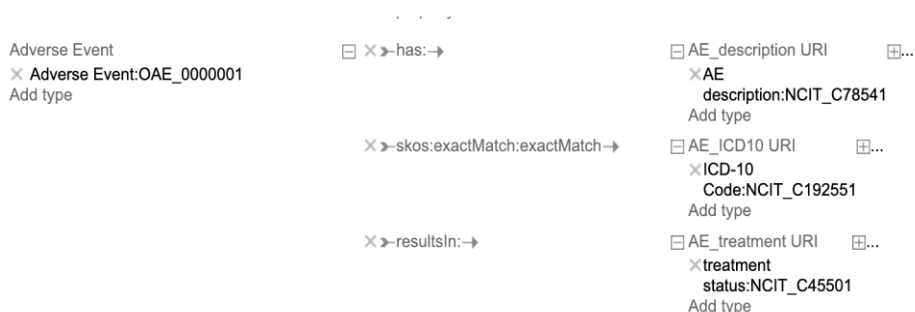 Adverse Event
has:
AE_description URI
...
Adverse Event:OAE_0000001
AE
Add type
description:NCIT_C78541
Add type
skos:exactMatch:exactMatch
AE_ICD10 URI
...
ICD-10
Code:NCIT_C192551
Add type
resultsIn:
AE_treatment URI
...
treatment
status:NCIT_C45501
Add type